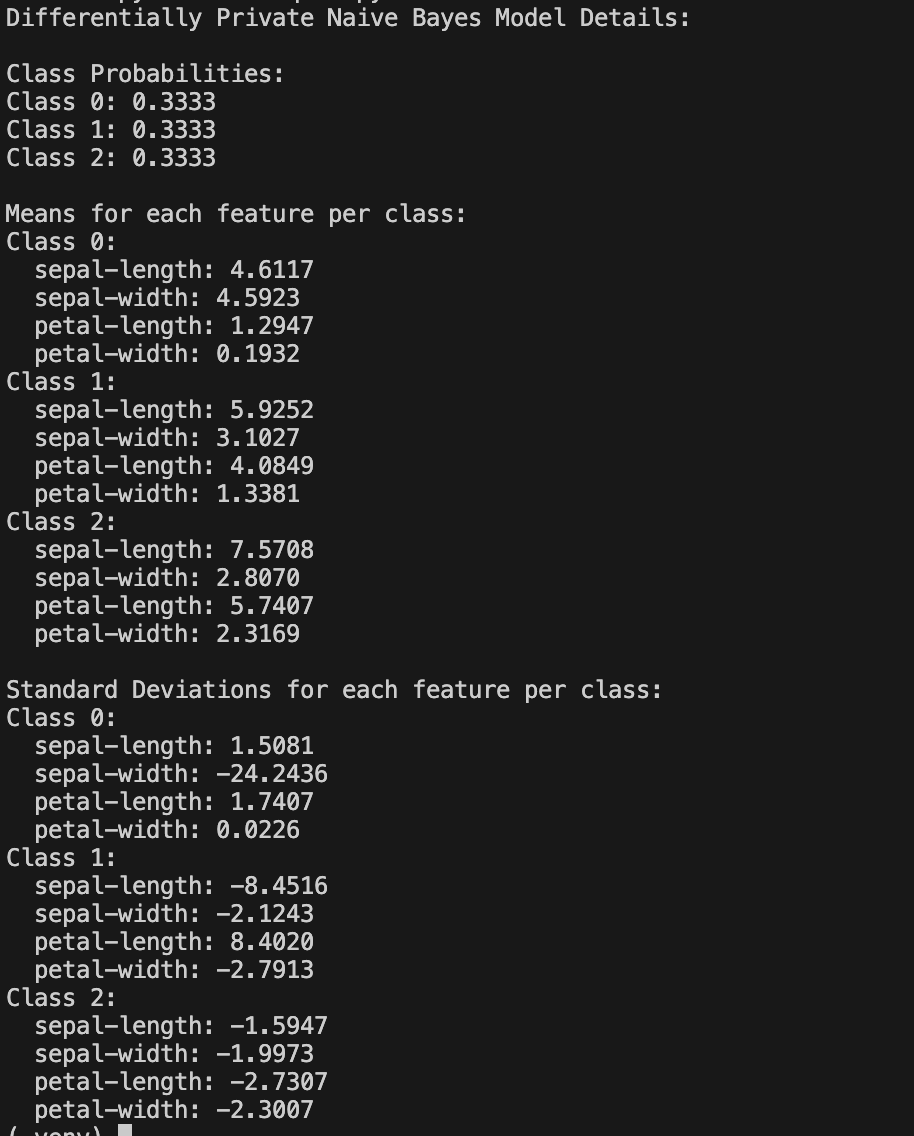 Differentially Private Naive Bayes Model Details:
Class Probabilities:
Class 0: 0.3333
Class 1: 0.3333
Class 2: 0.3333
Means for each feature per class:
Class 0:
sepal-length: 4.6117
sepal-width: 4.5923
petal-length: 1.2947
petal-width: 0.1932
Class 1:
sepal-length: 5.9252
sepal-width: 3.1027
petal-length: 4.0849
petal-width: 1.3381
Class 2:
sepal-length: 7.5708
sepal-width: 2.8070
petal-length: 5.7407
petal-width: 2.3169
Standard Deviations for each feature per class:
Class 0:
sepal-length: 1.5081
sepal-width: -24.2436
petal-length: 1.7407
petal-width: 0.0226
Class 1:
sepal-length: -8.4516
sepal-width: -2.1243
petal-length: 8.4020
petal-width: -2.7913
Class 2:
sepal-length: -1.5947
sepal-width: -1.9973
petal-length: -2.7307
petal-width: -2.3007